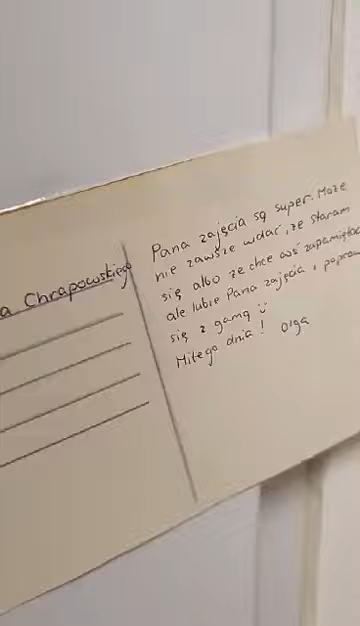 a Chrapowskiego
Pana zajęcia są super. Może
nie zawsze widać, że staram
się albo że chcę coś zapamiętać
ale lubię Pana zajęcia i popraw
się z gamą ü
Miłego dnia! Olga